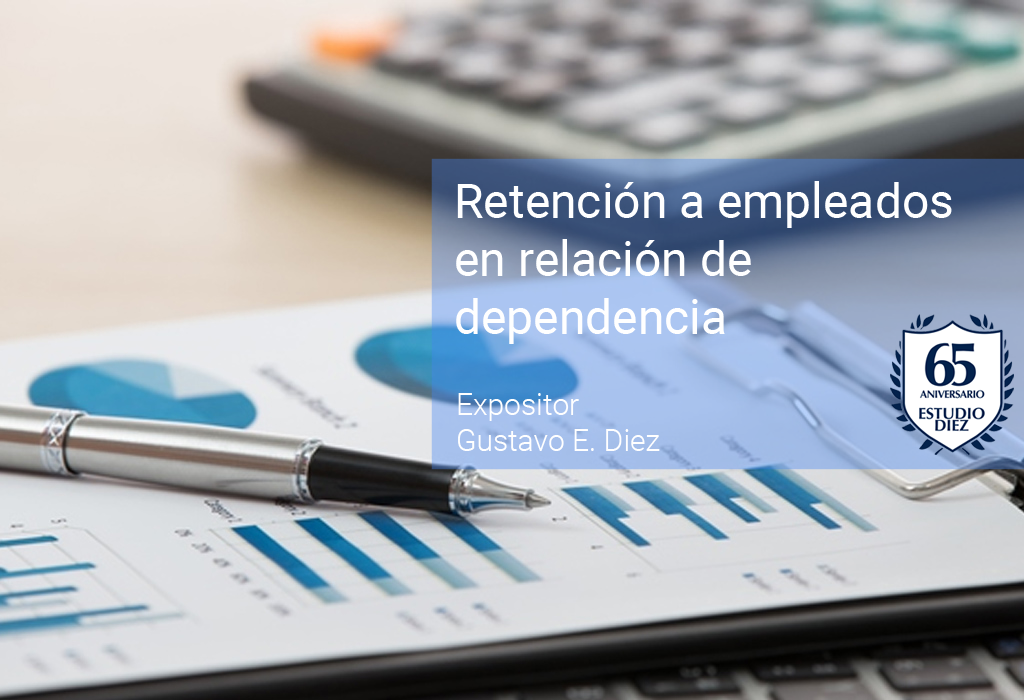 Retención a empleados
en relación de
dependencia
Expositor
Gustavo E. Diez
65
ANIVERSARIO
ESTUDIO
DIEZ